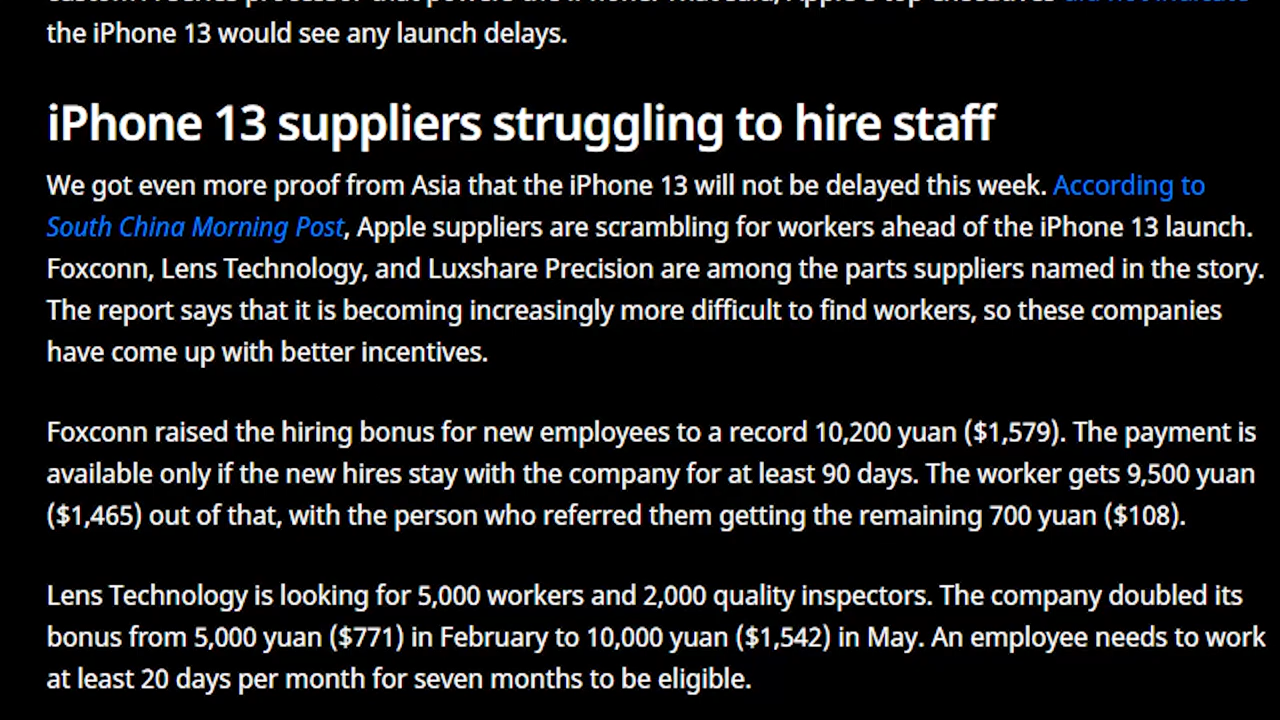 the iPhone 13 would see any launch delays.
iPhone 13 suppliers struggling to hire staff
We got even more proof from Asia that the iPhone 13 will not be delayed this week. According to
South China Morning Post, Apple suppliers are scrambling for workers ahead of the iPhone 13 launch.
Foxconn, Lens Technology, and Luxshare Precision are among the parts suppliers named in the story.
The report says that it is becoming increasingly more difficult to find workers, so these companies
have come up with better incentives.
Foxconn raised the hiring bonus for new employees to a record 10,200 yuan ($1,579). The payment is
available only if the new hires stay with the company for at least 90 days. The worker gets 9,500 yuan
($1,465) out of that, with the person who referred them getting the remaining 700 yuan ($108).
Lens Technology is looking for 5,000 workers and 2,000 quality inspectors. The company doubled its
bonus from 5,000 yuan ($771) in February to 10,000 yuan ($1,542) in May. An employee needs to work
at least 20 days per month for seven months to be eligible.